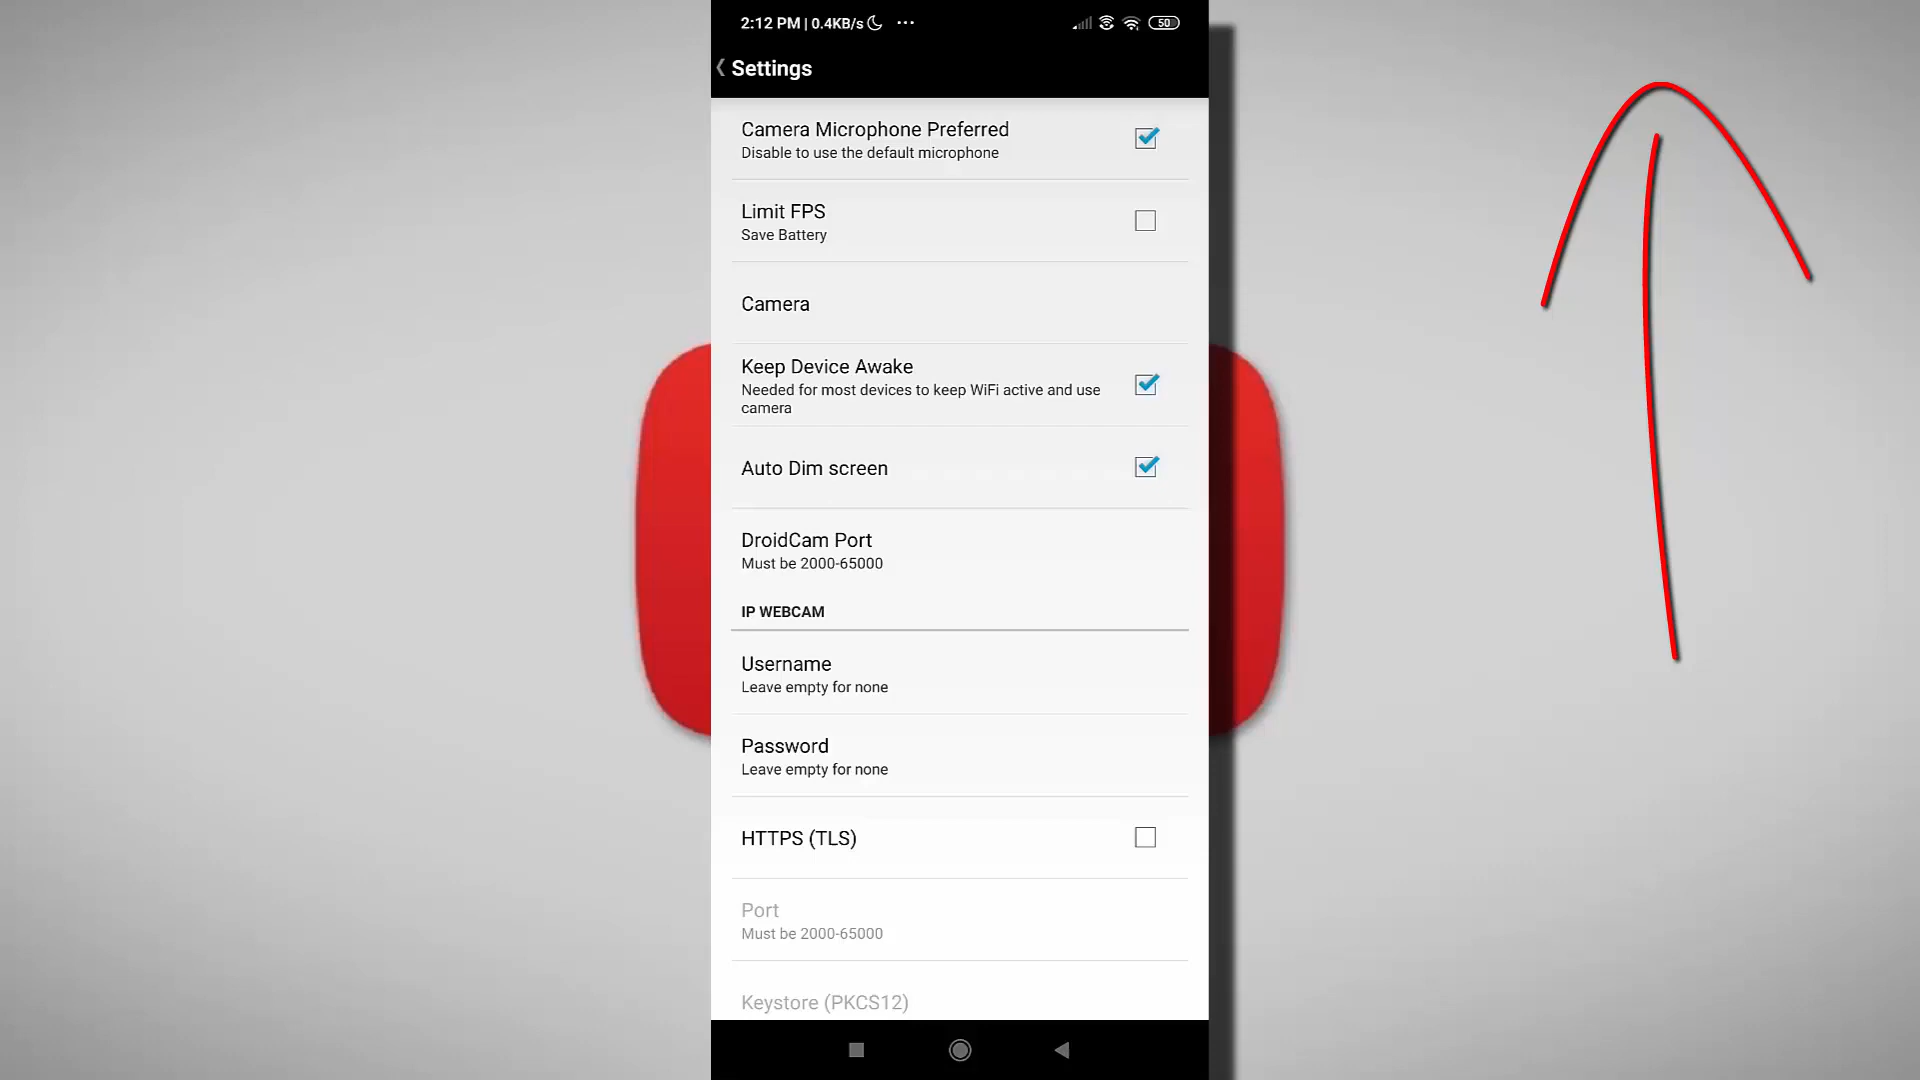 2:12 PM | 0.4KB/s ... 50
Settings
Camera Microphone Preferred
Disable to use the default microphone
Limit FPS
Save Battery
Camera
Keep Device Awake
Needed for most devices to keep WiFi active and use
camera
Auto Dim screen
DroidCam Port
Must be 2000-65000
IP WEBCAM
Username
Leave empty for none
Password
Leave empty for none
HTTPS (TLS)
Port
Must be 2000-65000
Keystore (PKCS12)